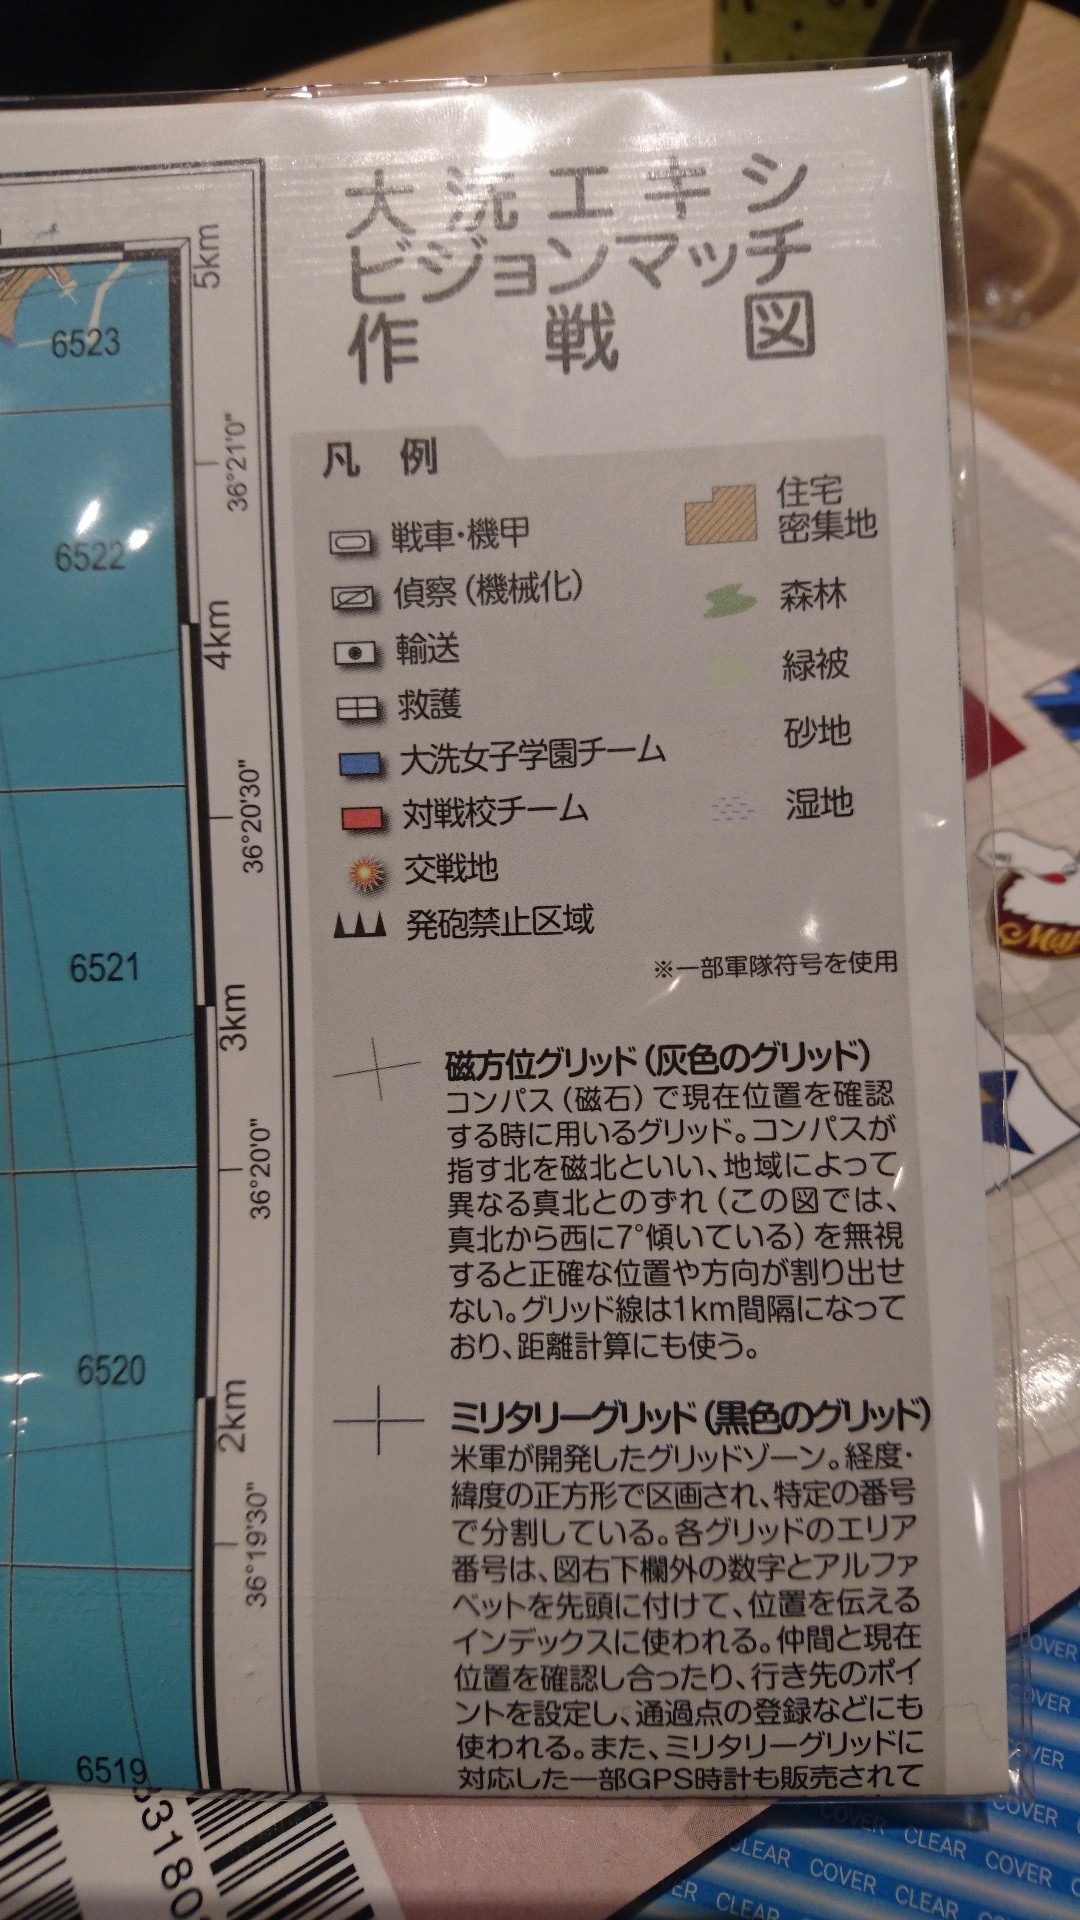 大洗エキシ
ビジョンマッチ
作戦図
凡例
戦車・機甲
偵察（機械化）
輸送
救護
大洗女子学園チーム
対戦校チーム
交戦地
発砲禁止区域
住宅
密集地
森林
緑被
砂地
湿地
※一部軍隊符号を使用
磁方位グリッド（灰色のグリッド）
コンパス（磁石）で現在位置を確認
する時に用いるグリッド。コンパスが
指す北を磁北といい、地域によって
異なる真北とのずれ（この図では、
真北から西に7°傾いている）を無視
すると正確な位置や方向が割り出せ
ない。グリッド線は1km間隔になって
おり、距離計算にも使う。
ミリタリーグリッド（黒色のグリッド）
米軍が開発したグリッドゾーン。経度・
緯度の正方形で区画され、特定の番号
で分割している。各グリッドのエリア
番号は、図右下欄外の数字とアルファ
ベットを先頭に付けて、位置を伝える
インデックスに使われる。仲間と現在
位置を確認し合ったり、行き先のポイ
ントを設定し、通過点の登録などにも
使われる。また、ミリタリーグリッドに
対応した一部GPS時計も販売されて
6523
6522
6521
6520
6519
5km
36°21'0"
4km
36°20'30"
3km
36°20'0"
2km
36°19'30"
COVER CLEAR COVER
CLEAR COVER CLEAR COVER
CLEAR COVER CLEAR